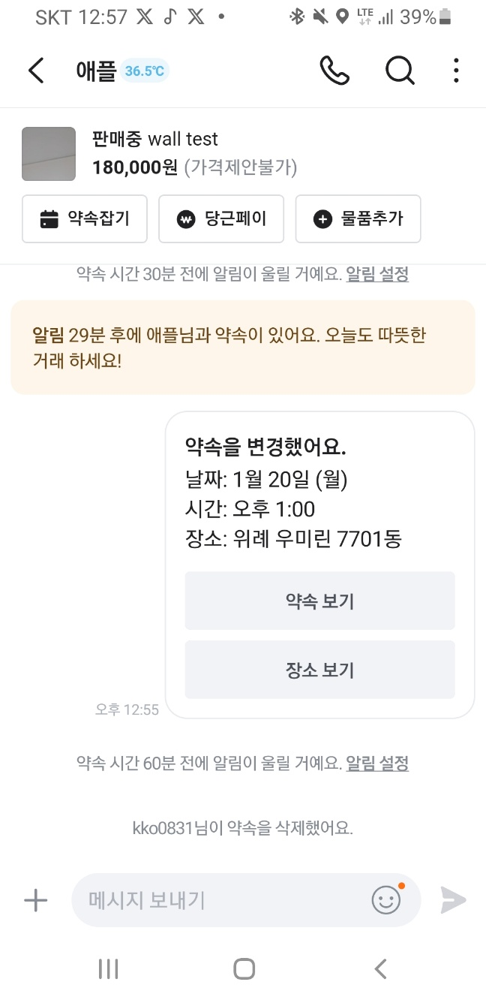 SKT 12:57 LTE 39%
애플 36.5℃
판매중 wall test
180,000원 (가격제안불가)
약속잡기 당근페이 물품추가
약속 시간 30분 전에 알림이 울릴 거예요. 알림 설정
알림 29분 후에 애플님과 약속이 있어요. 오늘도 따뜻한
거래 하세요!
약속을 변경했어요.
날짜: 1월 20일 (월)
시간: 오후 1:00
장소: 위례 우미린 7701동
약속 보기
장소 보기
오후 12:55
약속 시간 60분 전에 알림이 울릴 거예요. 알림 설정
kko0831님이 약속을 삭제했어요.
메시지 보내기